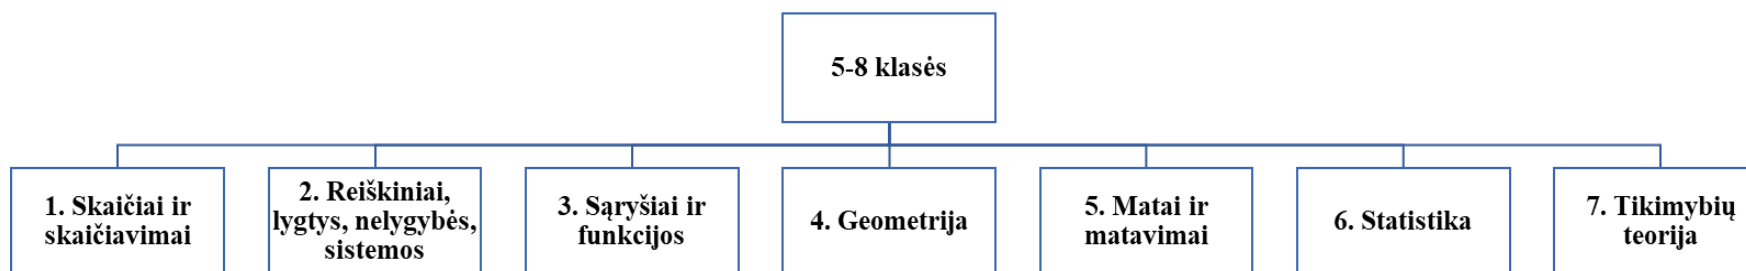 5-8 klasės
1. Skaičiai ir
skaičiavimai
2. Reiškiniai,
lygtys, nelygybės,
sistemos
3. Sąryšiai ir
funkcijos
4. Geometrija
5. Matai ir
matavimai
6. Statistika
7. Tikimybių
teorija